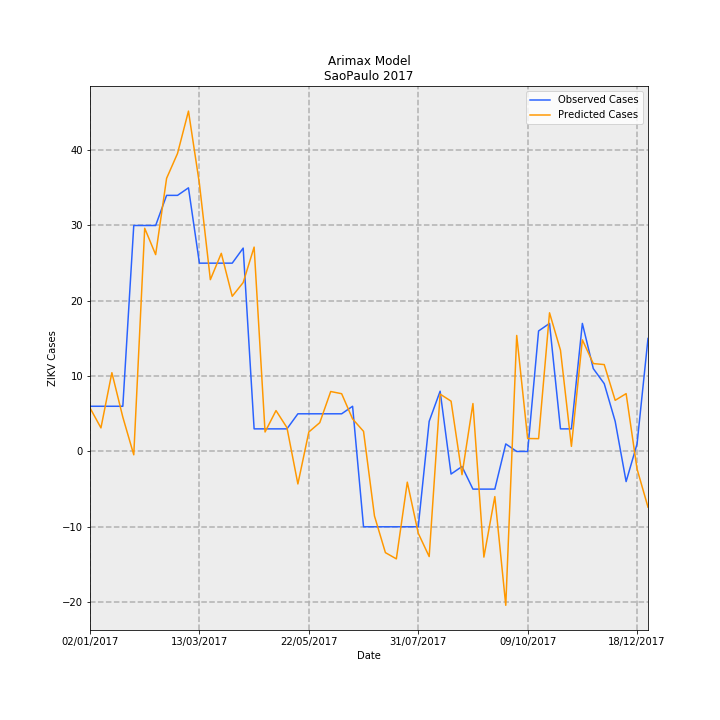 Arimax Model
SaoPaulo 2017
Observed Cases
Predicted Cases
ZIKV Cases
40
30
20
10
0
−10
−20
02/01/2017
13/03/2017
22/05/2017
31/07/2017
09/10/2017
18/12/2017
Date